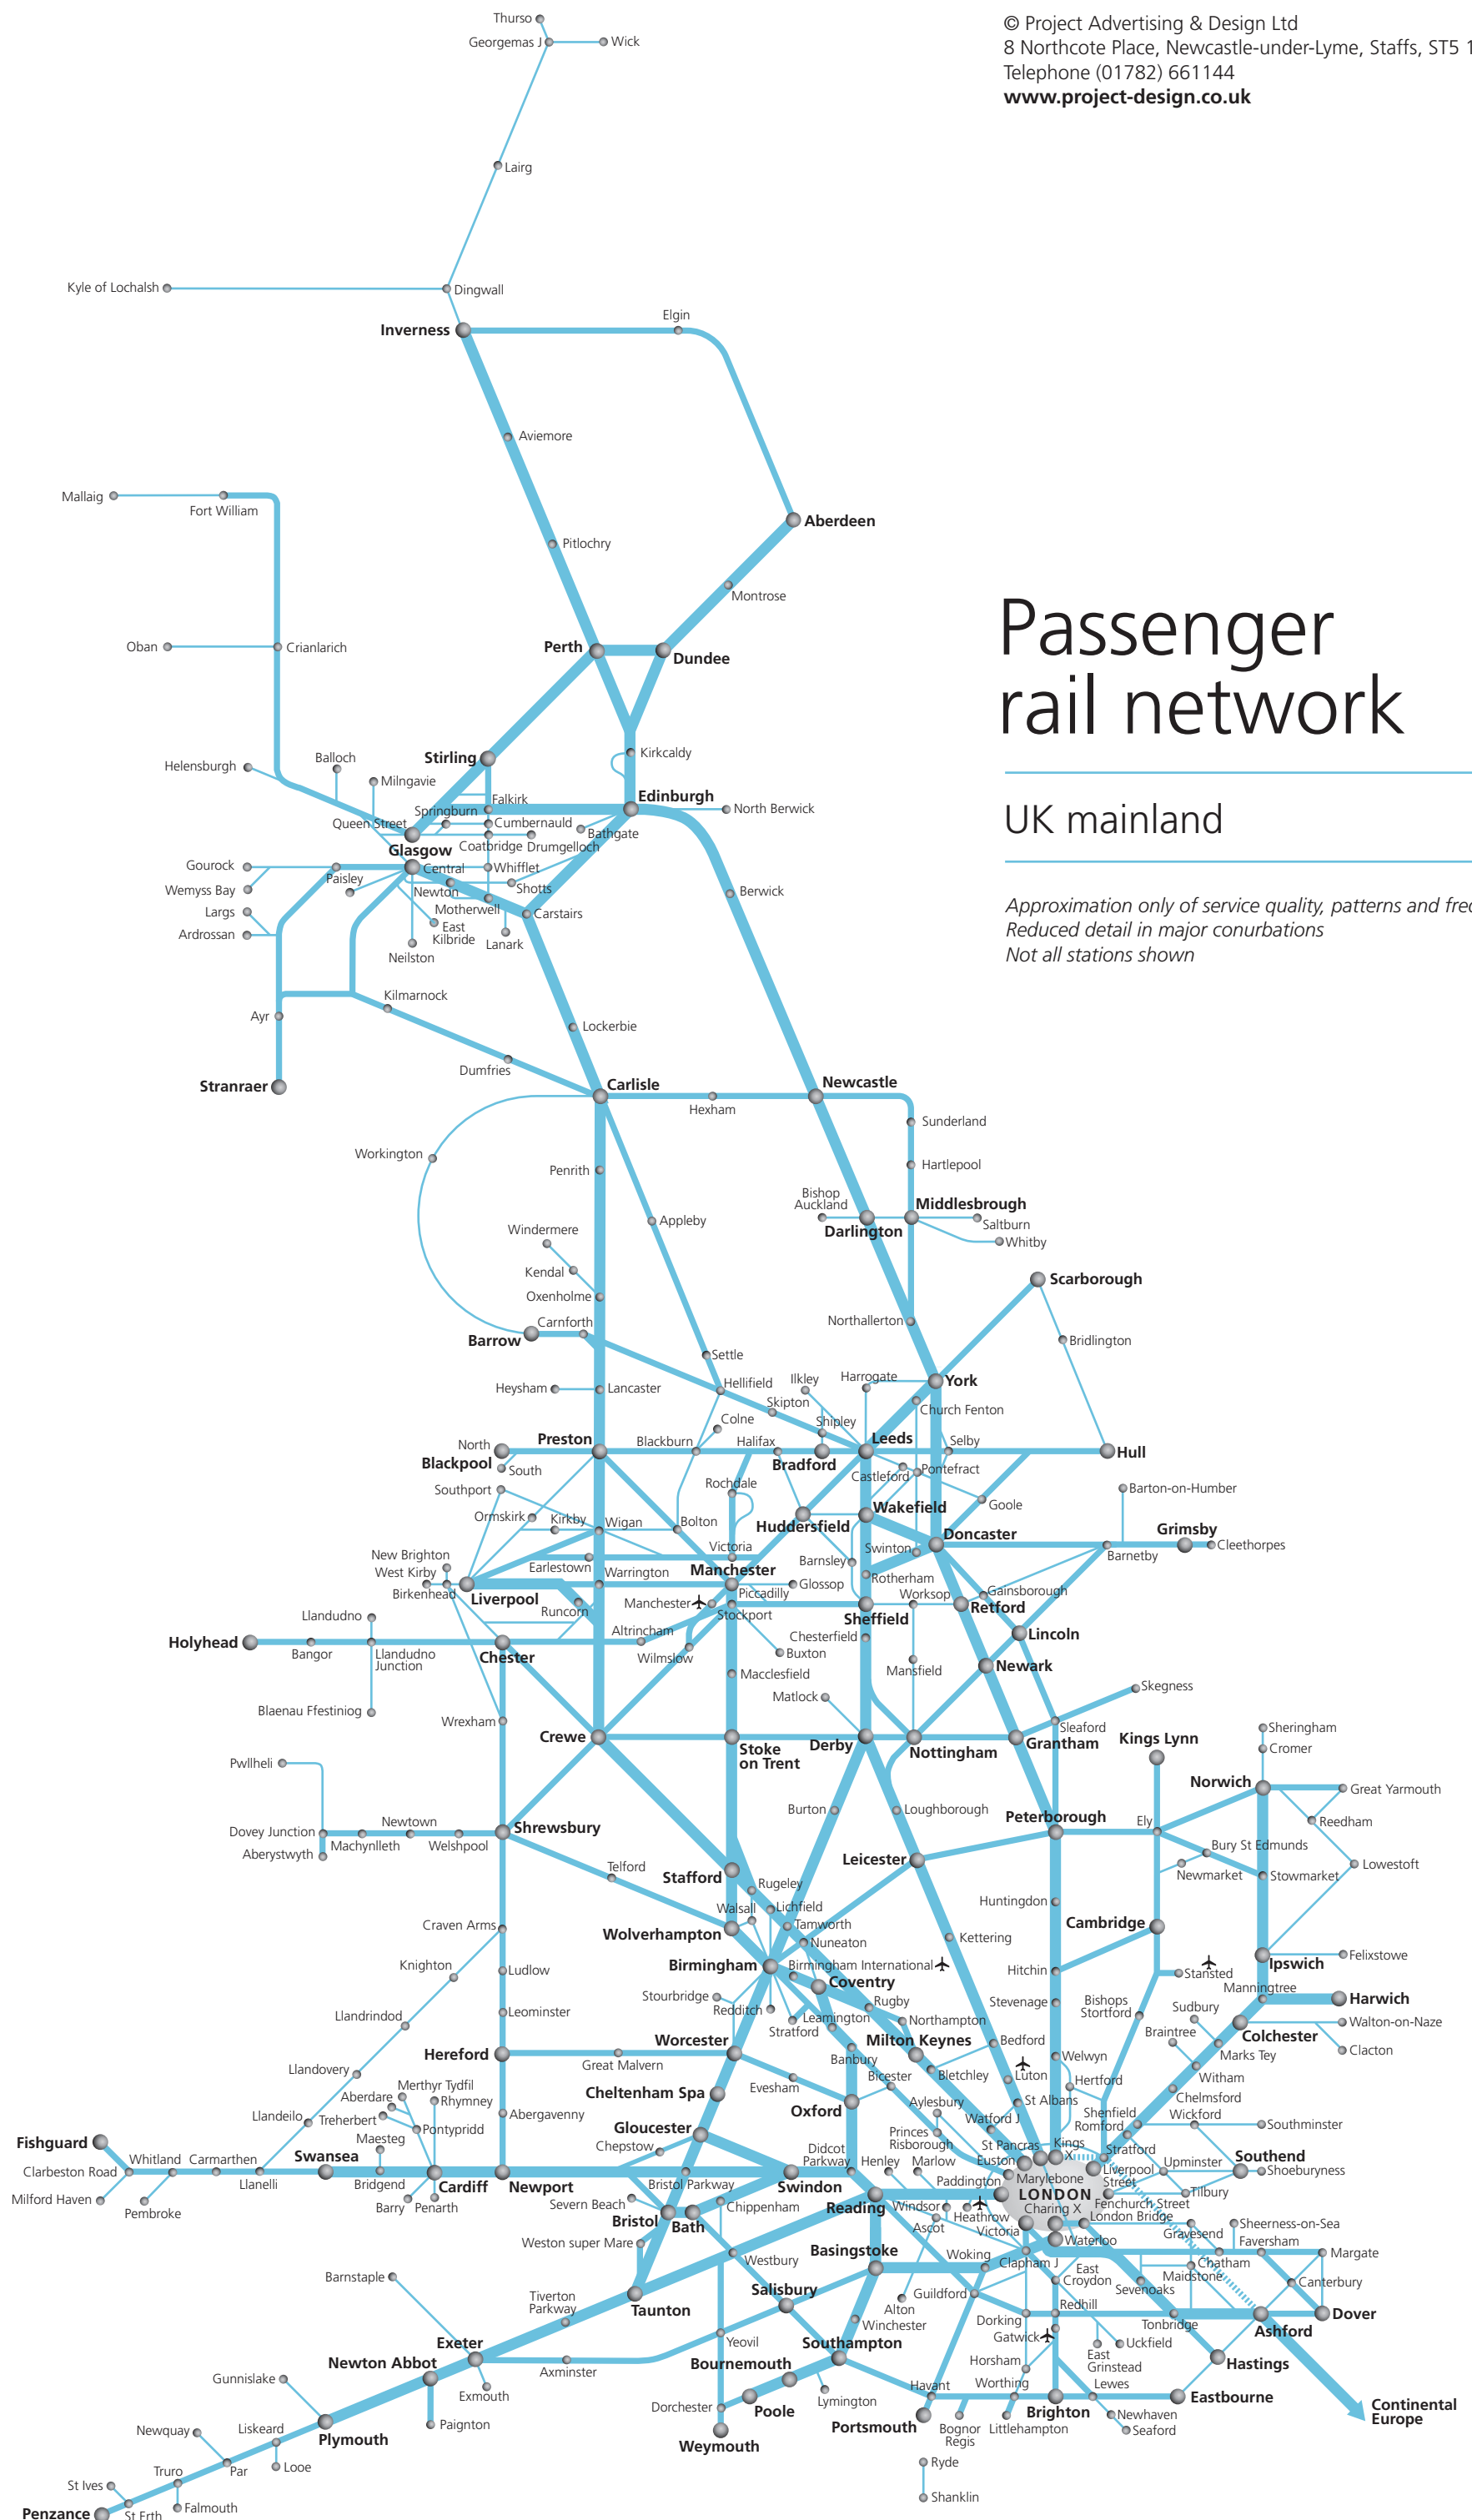 © Project Advertising & Design Ltd
8 Northcote Place, Newcastle-under-Lyme, Staffs, ST5 1
Telephone (01782) 661144
www.project-design.co.uk
Passenger
rail network
UK mainland
Approximation only of service quality, patterns and fre
Reduced detail in major conurbations
Not all stations shown
Thurso
Georgemas J
Wick
Lairg
Kyle of Lochalsh
Dingwall
Inverness
Elgin
Aviemore
Mallaig
Fort William
Aberdeen
Pitlochry
Montrose
Oban
Crianlarich
Perth
Dundee
Helensburgh
Balloch
Milngavie
Stirling
Kirkcaldy
Falkirk
Edinburgh
North Berwick
Springburn
Queen Street
Cumbernauld
Bathgate
Glasgow
Coatbridge
Drumgelloch
Gourock
Central
Whifflet
Wemyss Bay
Paisley
Newton
Shotts
Berwick
Largs
Motherwell
Carstairs
Ardrossan
East
Kilbride
Lanark
Neilston
Kilmarnock
Ayr
Lockerbie
Dumfries
Stranraer
Carlisle
Newcastle
Hexham
Sunderland
Workington
Penrith
Hartlepool
Bishop
Auckland
Middlesbrough
Darlington
Saltburn
Whitby
Appleby
Windermere
Kendal
Oxenholme
Scarborough
Northallerton
Carnforth
Barrow
Bridlington
Settle
Heysham
Lancaster
Hellifield
Ilkley
Harrogate
York
Skipton
Church Fenton
Colne
Shipley
North
Blackpool
South
Preston
Blackburn
Halifax
Bradford
Leeds
Selby
Hull
Castleford
Pontefract
Southport
Rochdale
Goole
Barton-on-Humber
Ormskirk
Kirkby
Wigan
Bolton
Huddersfield
Wakefield
Doncaster
Grimsby
Cleethorpes
Victoria
Swinton
Barnetby
New Brighton
West Kirby
Birkenhead
Earlestown
Manchester
Barnsley
Rotherham
Liverpool
Warrington
Piccadilly
Glossop
Worksop
Gainsborough
Runcorn
Manchester
Stockport
Sheffield
Retford
Llandudno
Altrincham
Chesterfield
Lincoln
Holyhead
Bangor
Llandudno
Junction
Chester
Wilmslow
Buxton
Mansfield
Newark
Macclesfield
Matlock
Skegness
Blaenau Ffestiniog
Wrexham
Sleaford
Sheringham
Crewe
Stoke
on Trent
Derby
Nottingham
Grantham
Kings Lynn
Cromer
Pwllheli
Norwich
Great Yarmouth
Burton
Loughborough
Peterborough
Ely
Reedham
Dovey Junction
Newtown
Shrewsbury
Machynlleth
Welshpool
Aberystwyth
Bury St Edmunds
Leicester
Newmarket
Stowmarket
Lowestoft
Telford
Stafford
Rugeley
Huntingdon
Walsall
Lichfield
Craven Arms
Wolverhampton
Tamworth
Cambridge
Nuneaton
Kettering
Knighton
Ludlow
Birmingham
Birmingham International
Hitchin
Stansted
Ipswich
Felixstowe
Coventry
Stourbridge
Redditch
Rugby
Stevenage
Bishops
Stortford
Manningtree
Harwich
Llandrindod
Leominster
Stratford
Leamington
Northampton
Sudbury
Colchester
Walton-on-Naze
Milton Keynes
Bedford
Braintree
Clacton
Hereford
Great Malvern
Worcester
Banbury
Welwyn
Marks Tey
Llandovery
Evesham
Bletchley
Luton
Witham
Merthyr Tydfil
Aberdare
Rhymney
Cheltenham Spa
Bicester
Hertford
Chelmsford
Llandeilo
Treherbert
Abergavenny
Oxford
Aylesbury
St Albans
Pontypridd
Gloucester
Watford J
Shenfield
Wickford
Southminster
Romford
Fishguard
Maesteg
Chepstow
Princes
Risborough
St Pancras
Kings
X
Stratford
Clarbeston Road
Whitland
Carmarthen
Swansea
Didcot
Parkway
Henley
Marlow
Euston
Liverpool
Street
Upminster
Southend
Shoeburyness
Milford Haven
Pembroke
Llanelli
Bridgend
Cardiff
Newport
Bristol Parkway
Swindon
Paddington
Marylebone
Barry
Penarth
Severn Beach
Chippenham
Reading
Windsor
Heathrow
LONDON
Charing X
Fenchurch Street
Tilbury
Bristol
Bath
Ascot
Victoria
London Bridge
Gravesend
Sheerness-on-Sea
Weston super Mare
Waterloo
Faversham
Westbury
Basingstoke
Woking
Clapham J
Chatham
Margate
Barnstaple
East
Croydon
Sevenoaks
Maidstone
Canterbury
Tiverton
Parkway
Taunton
Salisbury
Guildford
Alton
Winchester
Dorking
Redhill
Tonbridge
Ashford
Dover
Gatwick
Exeter
Yeovil
Southampton
Uckfield
Horsham
East
Grinstead
Hastings
Newton Abbot
Axminster
Bournemouth
Gunnislake
Exmouth
Lymington
Havant
Worthing
Lewes
Eastbourne
Continental
Europe
Dorchester
Poole
Portsmouth
Bognor
Regis
Littlehampton
Brighton
Newhaven
Seaford
Newquay
Liskeard
Plymouth
Paignton
Weymouth
Truro
Par
Looe
Ryde
St Ives
Penzance
St Erth
Falmouth
Shanklin